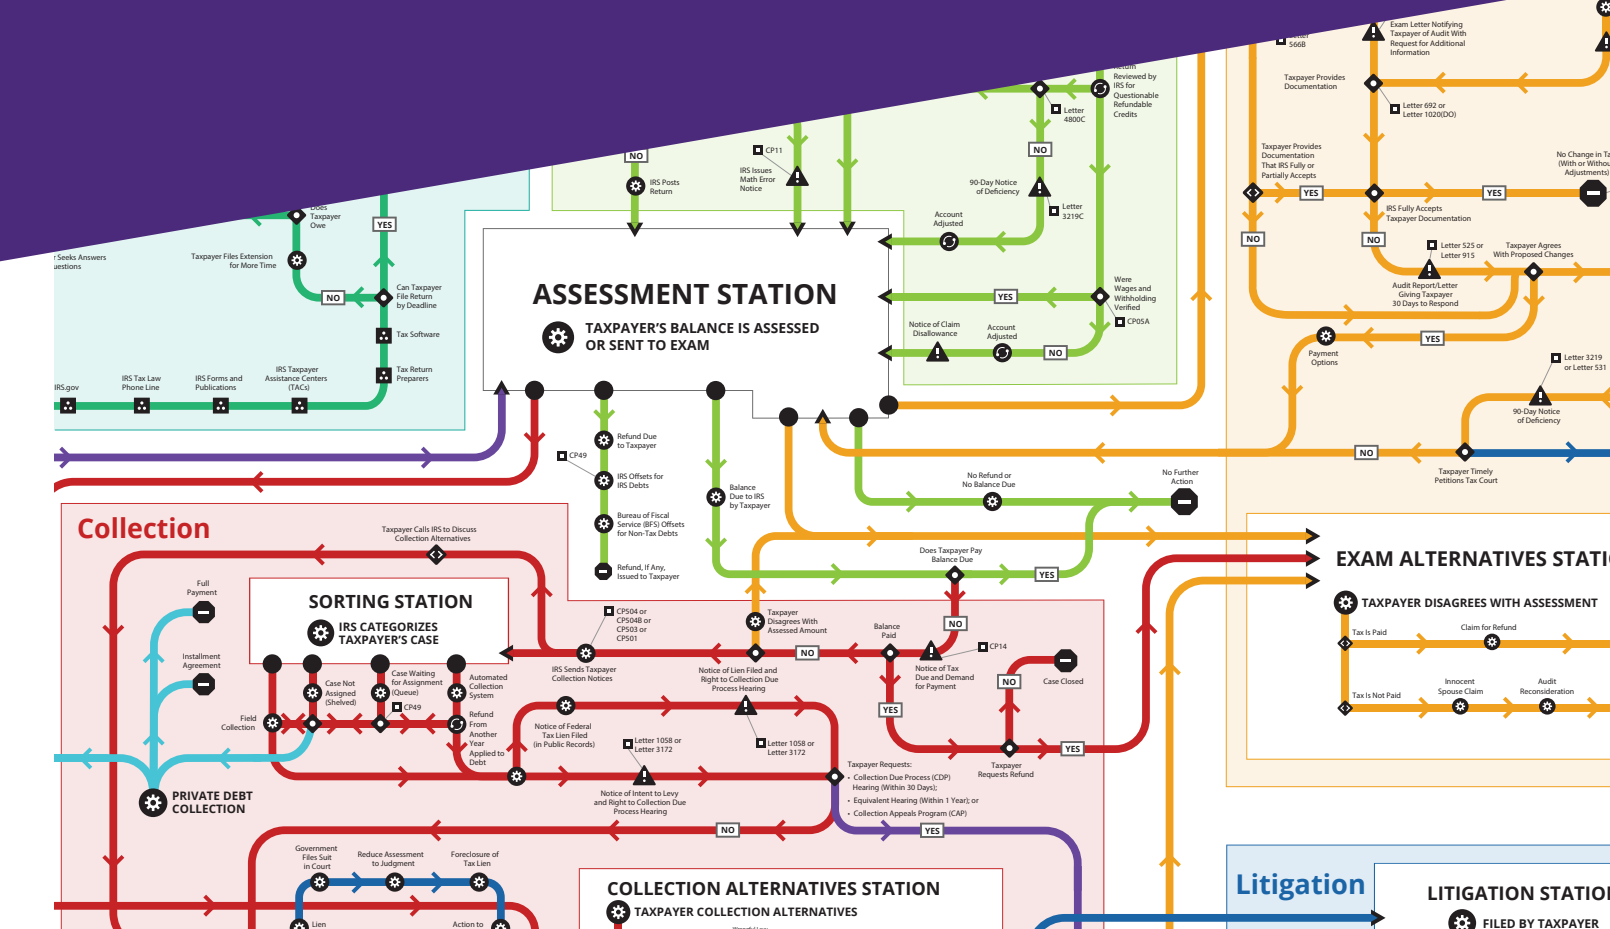 566B
Exam Letter Notifying
Taxpayer of Audit With
Request for Additional
Information
Taxpayer Provides
Documentation
Letter 692 or
Letter 1020(DO)
Reviewed by
IRS for
Questionable
Refundable
Credits
Letter
4800C
NO
90-Day Notice
of Deficiency
Letter
3219C
Account
Adjusted
CP11
IRS Issues
Math Error
Notice
NO
IRS Posts
Return
Taxpayer Provides
Documentation
That IRS Fully or
Partially Accepts
YES
YES
No Change in
(With or
Adjustments)
IRS Fully Accepts
Taxpayer Documentation
NO
NO
Letter 525 or
Letter 915
Taxpayer Agrees
With Proposed Changes
Audit Report/Letter
Giving Taxpayer
30 Days to Respond
YES
Payment
Options
Letter 3219
or Letter 531
90-Day Notice
of Deficiency
NO
Taxpayer Timely
Petitions Tax Court
Does
Taxpayer
Owe
YES
Seeks Answers
Taxpayer Files Extension
for More Time
NO
Can Taxpayer
File Return
by Deadline
Tax Software
Tax Return
Preparers
IRS.gov
IRS Tax Law
Phone Line
IRS Forms and
Publications
IRS Taxpayer
Assistance Centers
(TACs)
ASSESSMENT STATION
TAXPAYER'S BALANCE IS ASSESSED
OR SENT TO EXAM
YES
Were
Wages and
Withholding
Verified
CP05A
Notice of Claim
Disallowance
Account
Adjusted
NO
Refund Due
to Taxpayer
CP49
IRS Offsets for
IRS Debts
Bureau of Fiscal
Service (BFS) Offsets
for Non-Tax Debts
Refund, If Any,
Issued to Taxpayer
Balance
Due to IRS
by Taxpayer
No Refund or
No Balance Due
No Further
Action
Does Taxpayer Pay
Balance Due
YES
NO
Collection
Taxpayer Calls IRS to Discuss
Collection Alternatives
Full
Payment
Installment
Agreement
SORTING STATION
IRS CATEGORIZES
TAXPAYER'S CASE
CP504 or
CP504B or
CP503 or
CP501
IRS Sends Taxpayer
Collection Notices
Taxpayer
Disagrees With
Assessed Amount
NO
Balance
Paid
CP14
Notice of Tax
Due and Demand
for Payment
Notice of Lien Filed and
Right to Collection Due
Process Hearing
NO
Case Closed
YES
Taxpayer
Requests Refund
YES
Field
Collection
Case Not
Assigned
(Shelved)
Case Waiting
for Assignment
(Queue)
CP49
Automated
Collection
System
Refund
From
Another
Year
Applied to
Debt
Notice of Federal
Tax Lien Filed
(in Public Records)
Letter 1058 or
Letter 3172
Letter 1058 or
Letter 3172
Notice of Intent to Levy
and Right to Collection Due
Process Hearing
Taxpayer Requests:
• Collection Due Process (CDP)
Hearing (Within 30 Days);
• Equivalent Hearing (Within 1 Year); or
• Collection Appeals Program (CAP)
PRIVATE DEBT
COLLECTION
NO
YES
Government
Files Suit
in Court
Reduce Assessment
to Judgment
Foreclosure of
Tax Lien
Lien
Action to
COLLECTION ALTERNATIVES STATION
TAXPAYER COLLECTION ALTERNATIVES
EXAM ALTERNATIVES
TAXPAYER DISAGREES WITH ASSESSMENT
Tax Is Paid
Claim for Refund
Tax Is Not Paid
Innocent
Spouse Claim
Audit
Reconsideration
Litigation
LITIGATION
FILED BY TAXPAYER